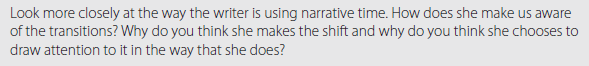 Look more closely at the way the writer is using narrative time. How does she make us aware
of the transitions? Why do you think she makes the shift and why do you think she chooses to
draw attention to it in the way that she does?